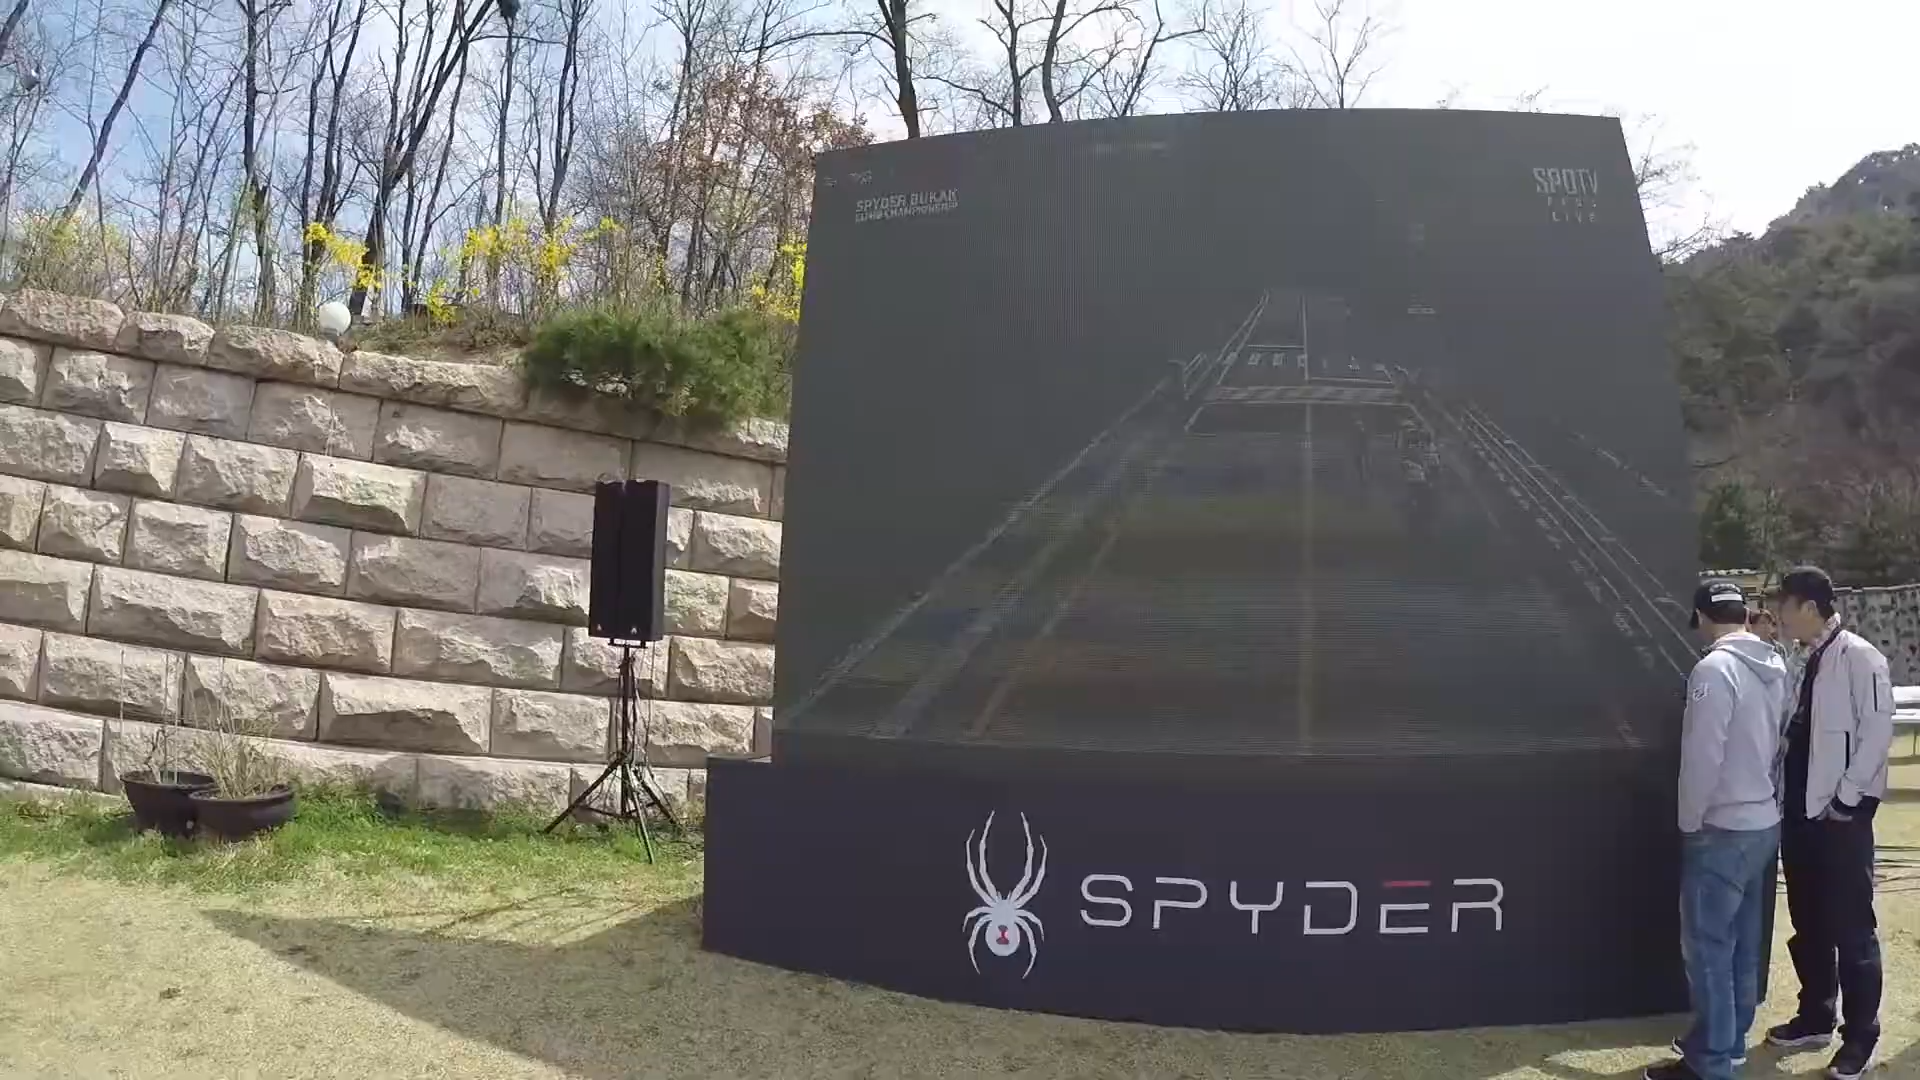 SPYDER BUKAK
CLIMB CHAMPIONSHIP
SPOTV
LIVE
SPYDER